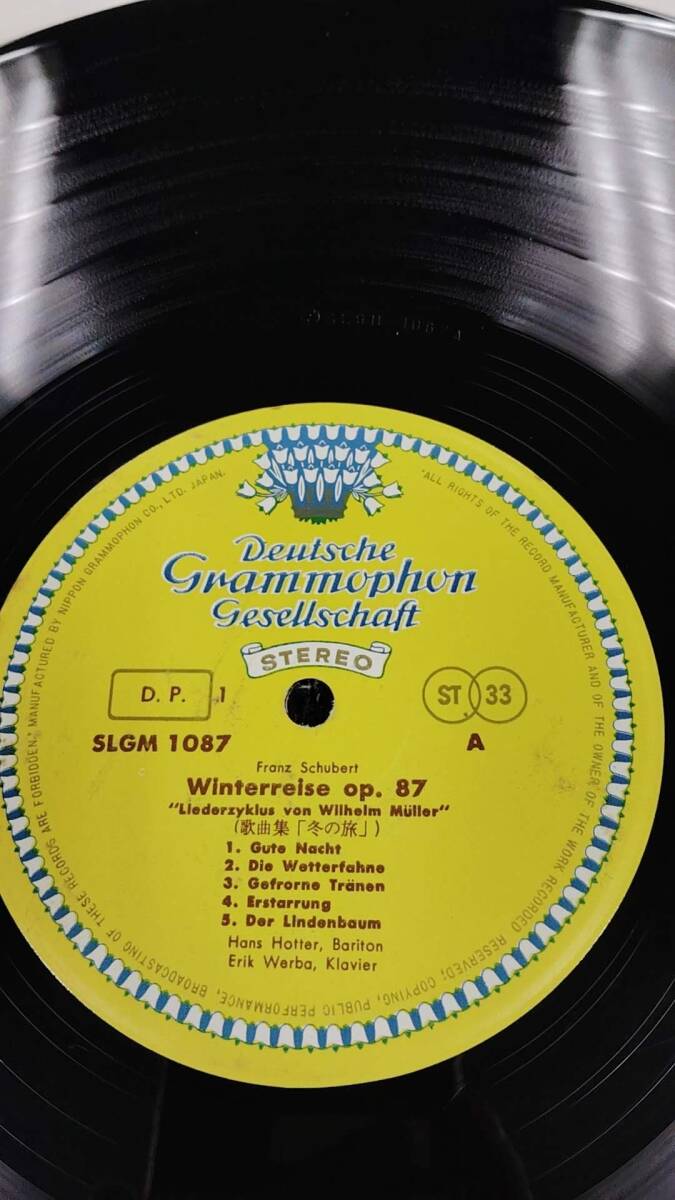 Deutsche
Grammophon
Gesellschaft
STEREO
D. P. 1
ST. 33
SLGM 1087
A
Franz Schubert
Winterreise op. 87
"Liederzyklus von Wilhelm Müller"
(歌曲集「冬の旅」)
1. Gute Nacht
2. Die Wetterfahne
3. Gefrorne Tränen
4. Erstarrung
5. Der Lindenbaum
Hans Hotter, Bariton
Erik Werba, Klavier
"ALL RIGHTS OF THE RECORD MANUFACTURER AND OF THE OWNER OF THE WORK RECORDED RESERVED; COPYING, PUBLIC PERFORMANCE, BROADCASTING OF THESE RECORDS ARE FORBIDDEN." MANUFACTURED BY NIPPON GRAMMOPHON CO., LTD. JAPAN.